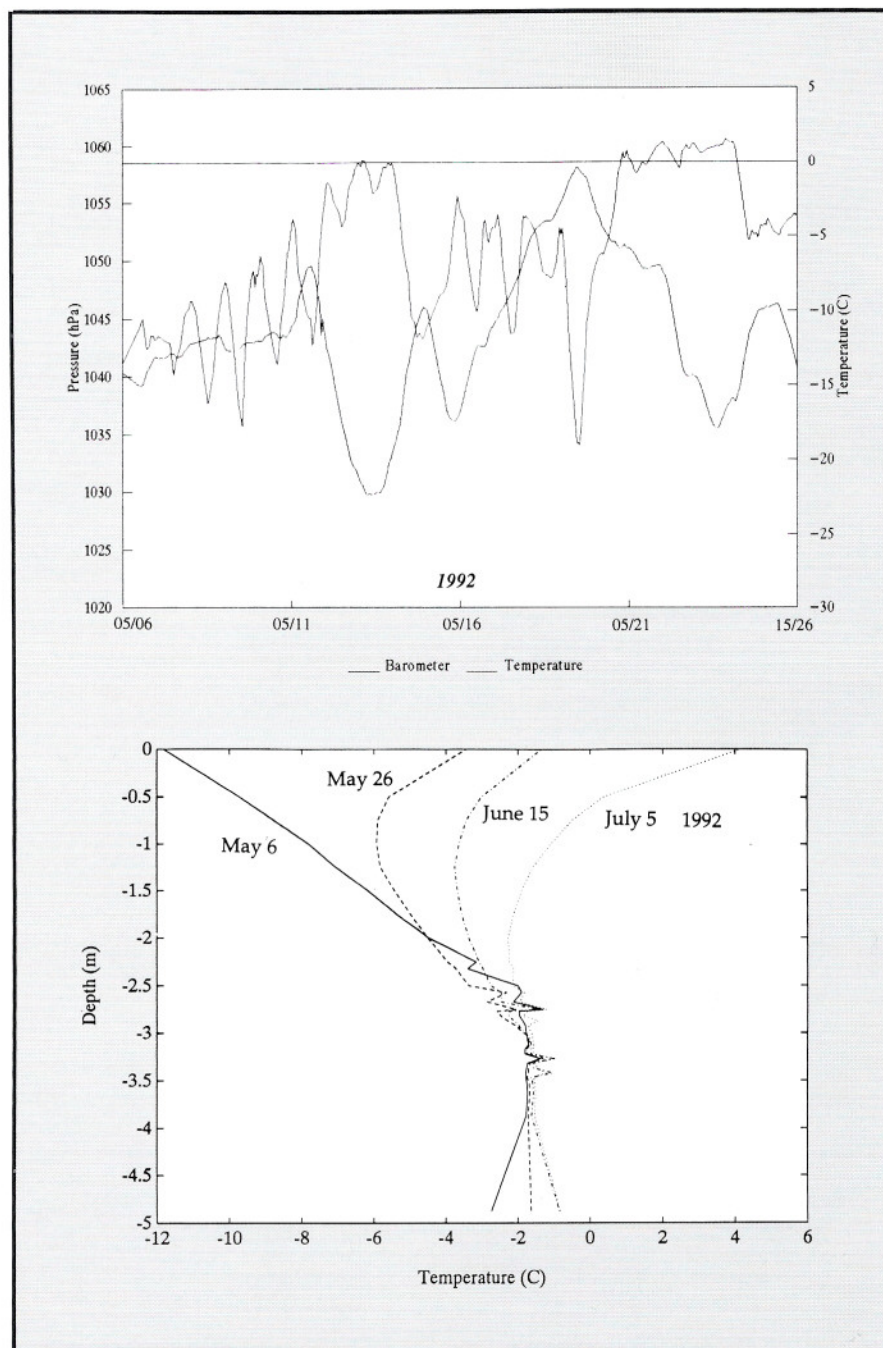 1065
1060
1055
1050
1045
1040
1035
1030
1025
1020
Pressure (hPa)
5
0
−5
−10
−15
−20
−25
−30
Temperature (C)
1992
05/06 05/11 05/16 05/21 15/26
Barometer Temperature
0
-0.5
-1
-1.5
-2
-2.5
-3
-3.5
-4
-4.5
-5
Depth (m)
May 26
June 15
July 5 1992
May 6
-12 -10 -8 -6 -4 -2 0 2 4 6
Temperature (C)